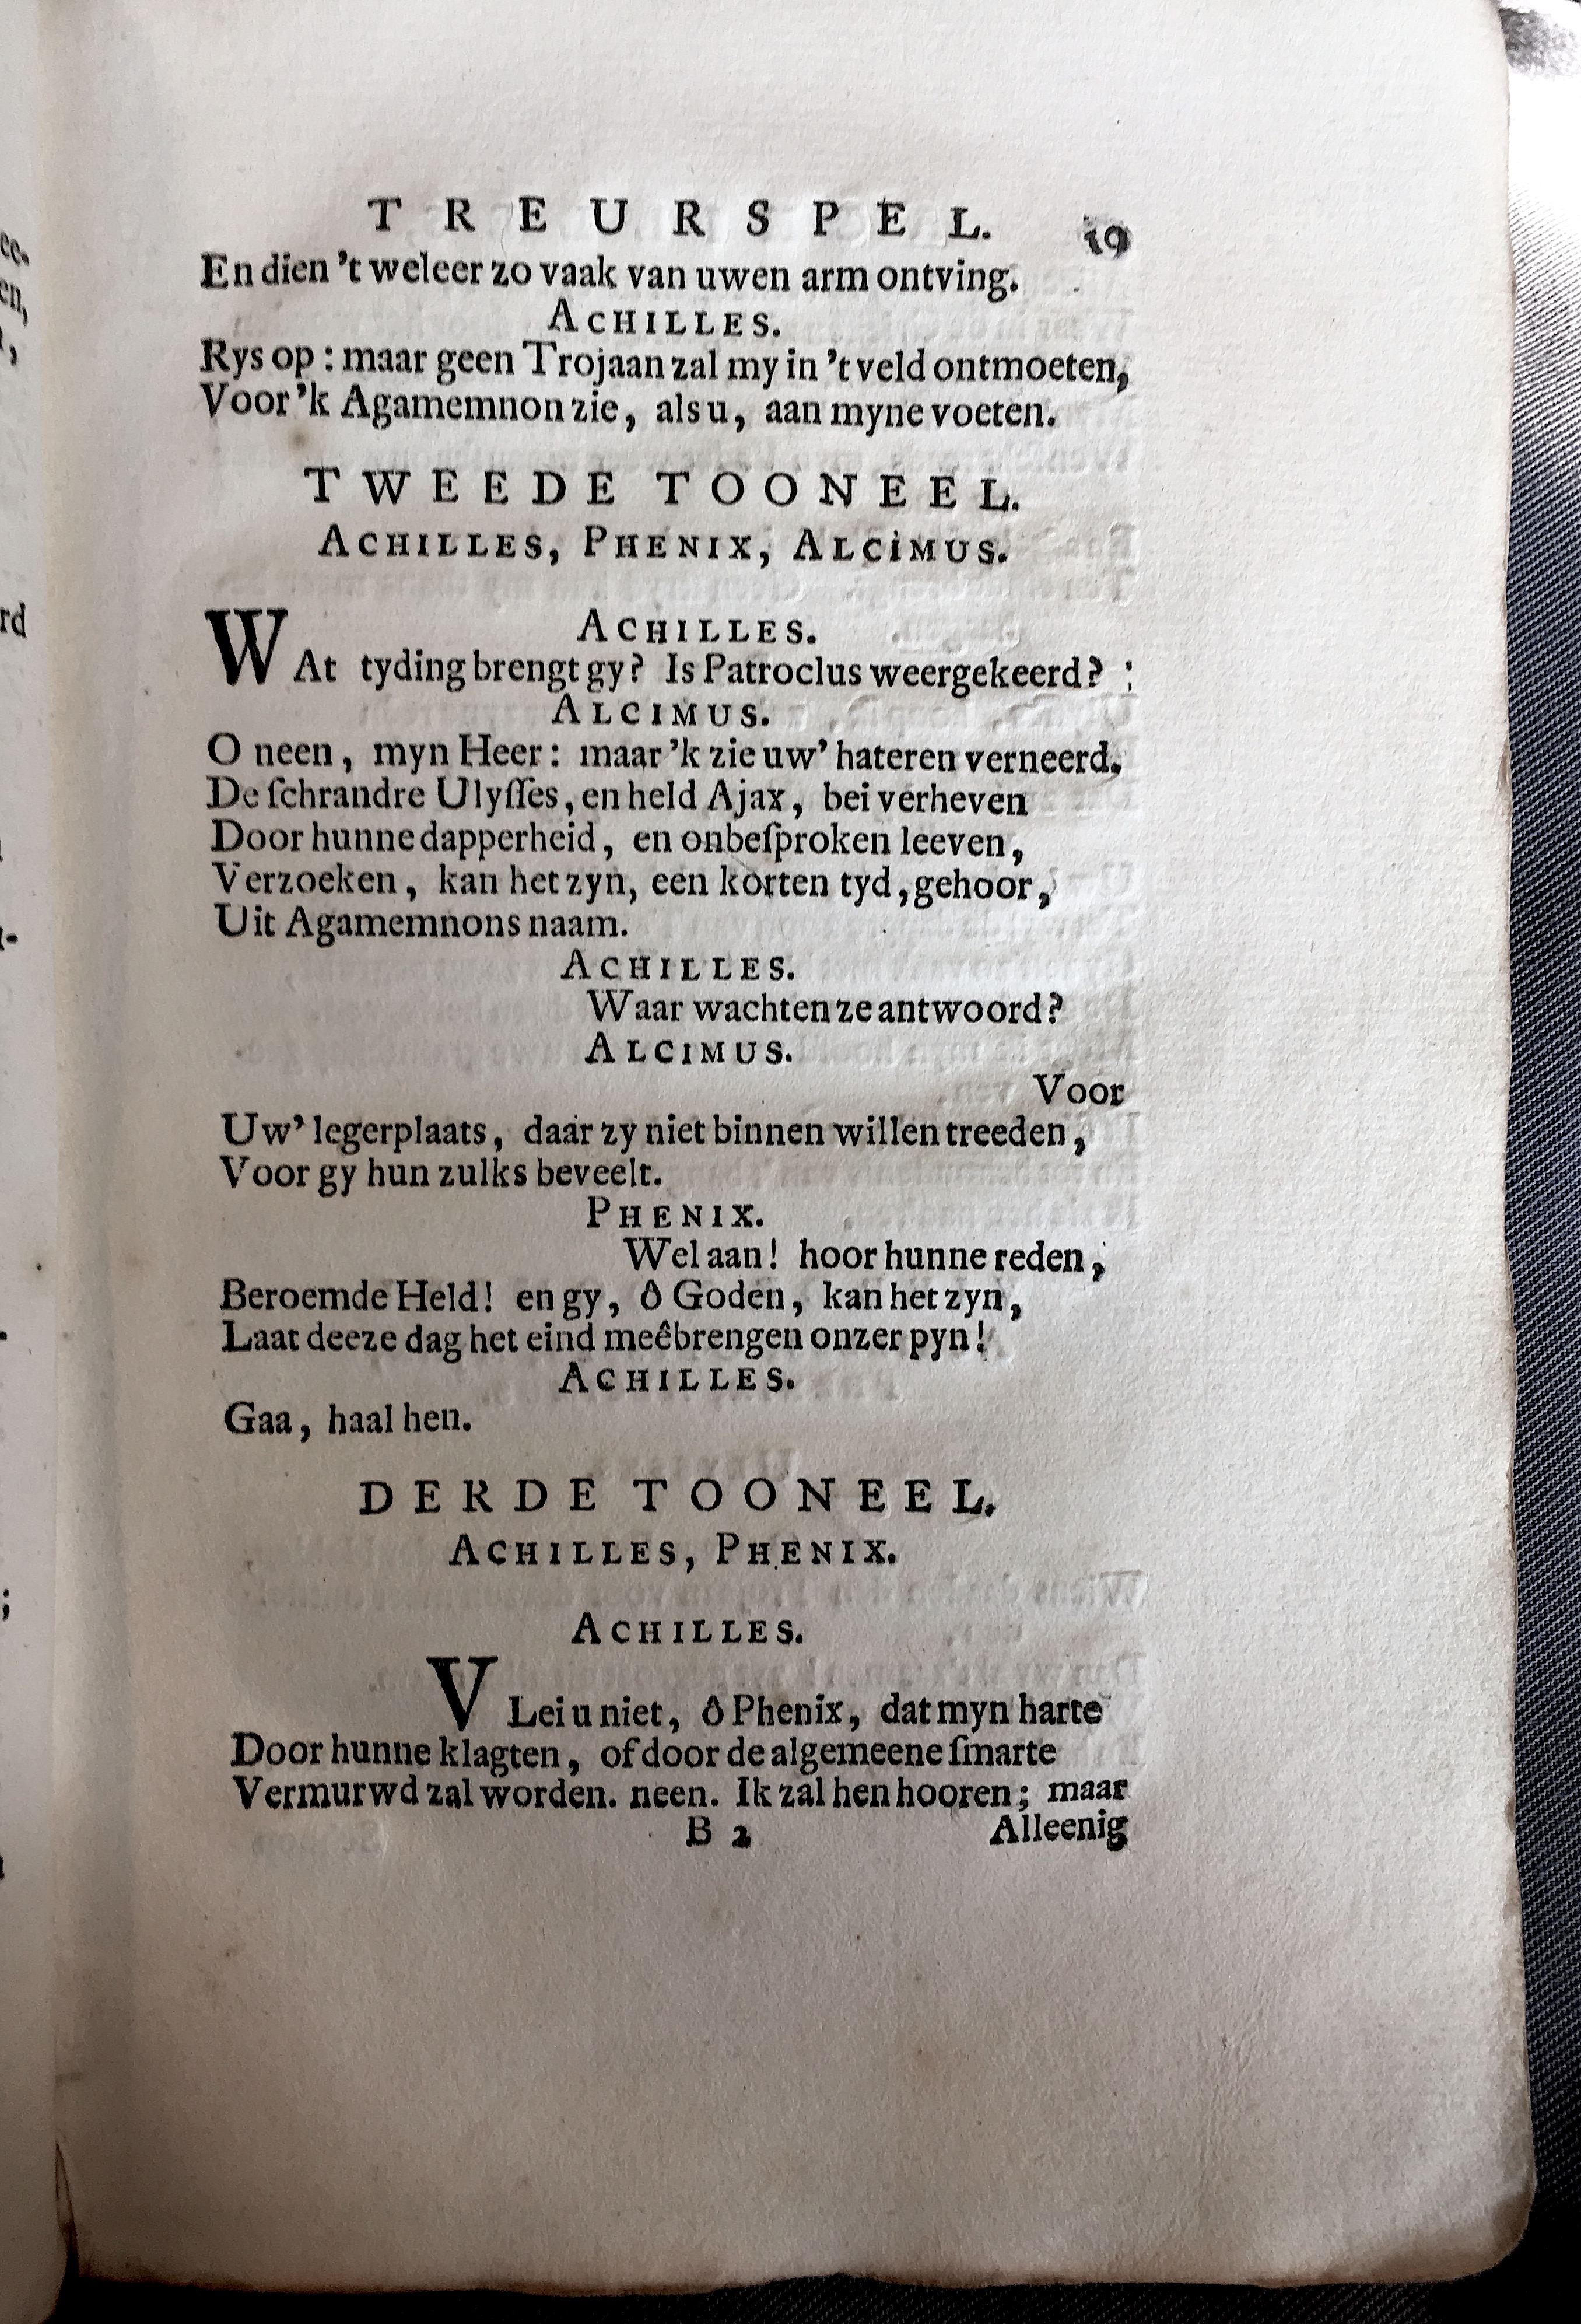 TREURSPEL. 19
En dien 't weleer zo vaak van uwen arm ontving.
ACHILLES.
Rys op: maar geen Trojaan zal my in 't veld ontmoeten,
Voor 'k Agamemnon zie, als u, aan myne voeten.
TWEEDE TOONEEL.
ACHILLES, PHENIX, ALCIMUS.
ACHILLES.
WAt tyding brengt gy? Is Patroclus weergekeerd?
ALCIMUS.
O neen, myn Heer: maar 'k zie uw' hateren verneerd.
De ſchrandre Ulyſſes, en held Ajax, bei verheven
Door hunne dapperheid, en onbeſproken leeven,
Verzoeken, kan het zyn, een korten tyd, gehoor,
Uit Agamemnons naam.
ACHILLES.
Waar wachten ze antwoord?
ALCIMUS.
Voor
Uw' legerplaats, daar zy niet binnen willen treeden,
Voor gy hun zulks beveelt.
PHENIX.
Wel aan! hoor hunne reden,
Beroemde Held! en gy, ô Goden, kan het zyn,
Laat deeze dag het eind meêbrengen onzer pyn!
ACHILLES.
Gaa, haal hen.
DERDE TOONEEL.
ACHILLES, PHENIX.
ACHILLES.
VLei u niet, ô Phenix, dat myn harte
Door hunne klagten, of door de algemeene ſmarte
Vermurwd zal worden. neen. Ik zal hen hooren; maar
B 2 Alleenig